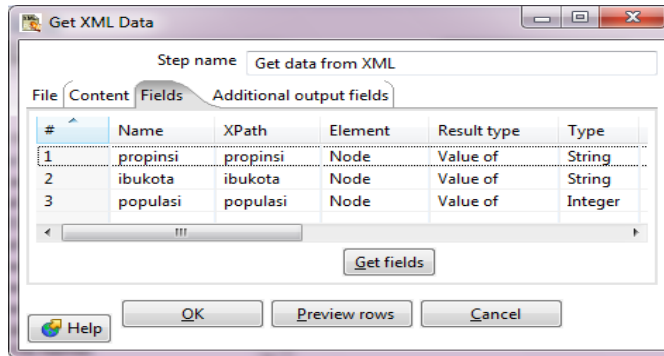 Get XML Data
Step name Get data from XML
File Content Fields Additional output fields
# Name XPath Element Result type Type
1 propinsi propinsi Node Value of String
2 ibukota ibukota Node Value of String
3 populasi populasi Node Value of Integer
Get fields
Help OK Preview rows Cancel